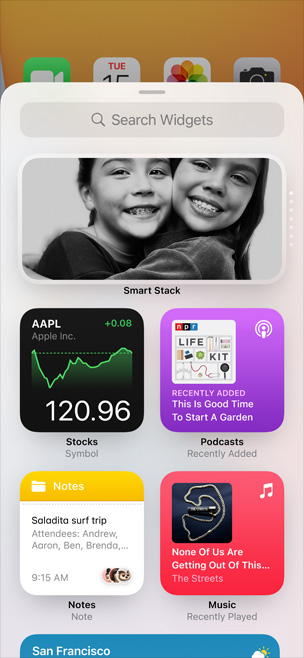 TUE
15
Search Widgets
Smart Stack
AAPL
+0.08
Apple Inc.
120.96
Stocks
Symbol
npr
LIFE
KIT
RECENTLY ADDED
This Is Good Time
To Start A Garden
Podcasts
Recently Added
Notes
Saladita surf trip
Attendees: Andrew,
Aaron, Ben, Brenda,...
9:15 AM
Notes
Note
None Of Us Are
Getting Out Of This...
The Streets
Music
Recently Played
San Francisco